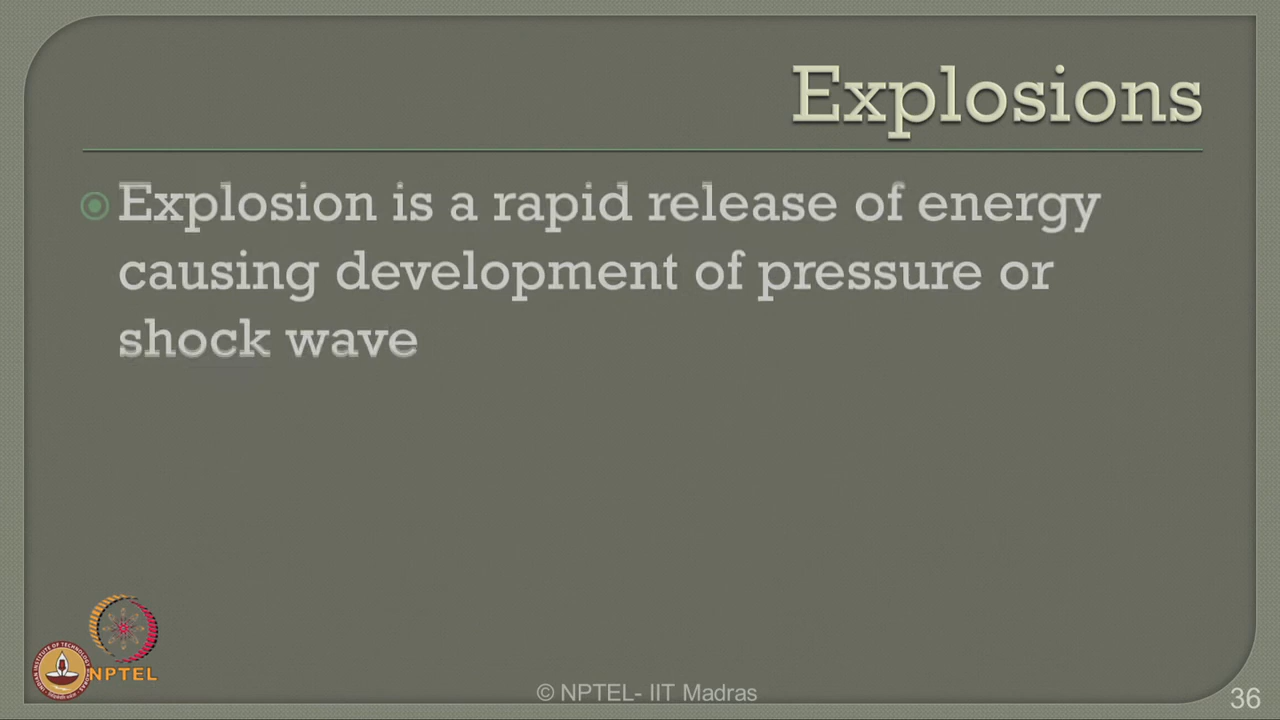 Explosions
Explosion is a rapid release of energy
causing development of pressure or
shock wave
NPTEL
© NPTEL- IIT Madras
36